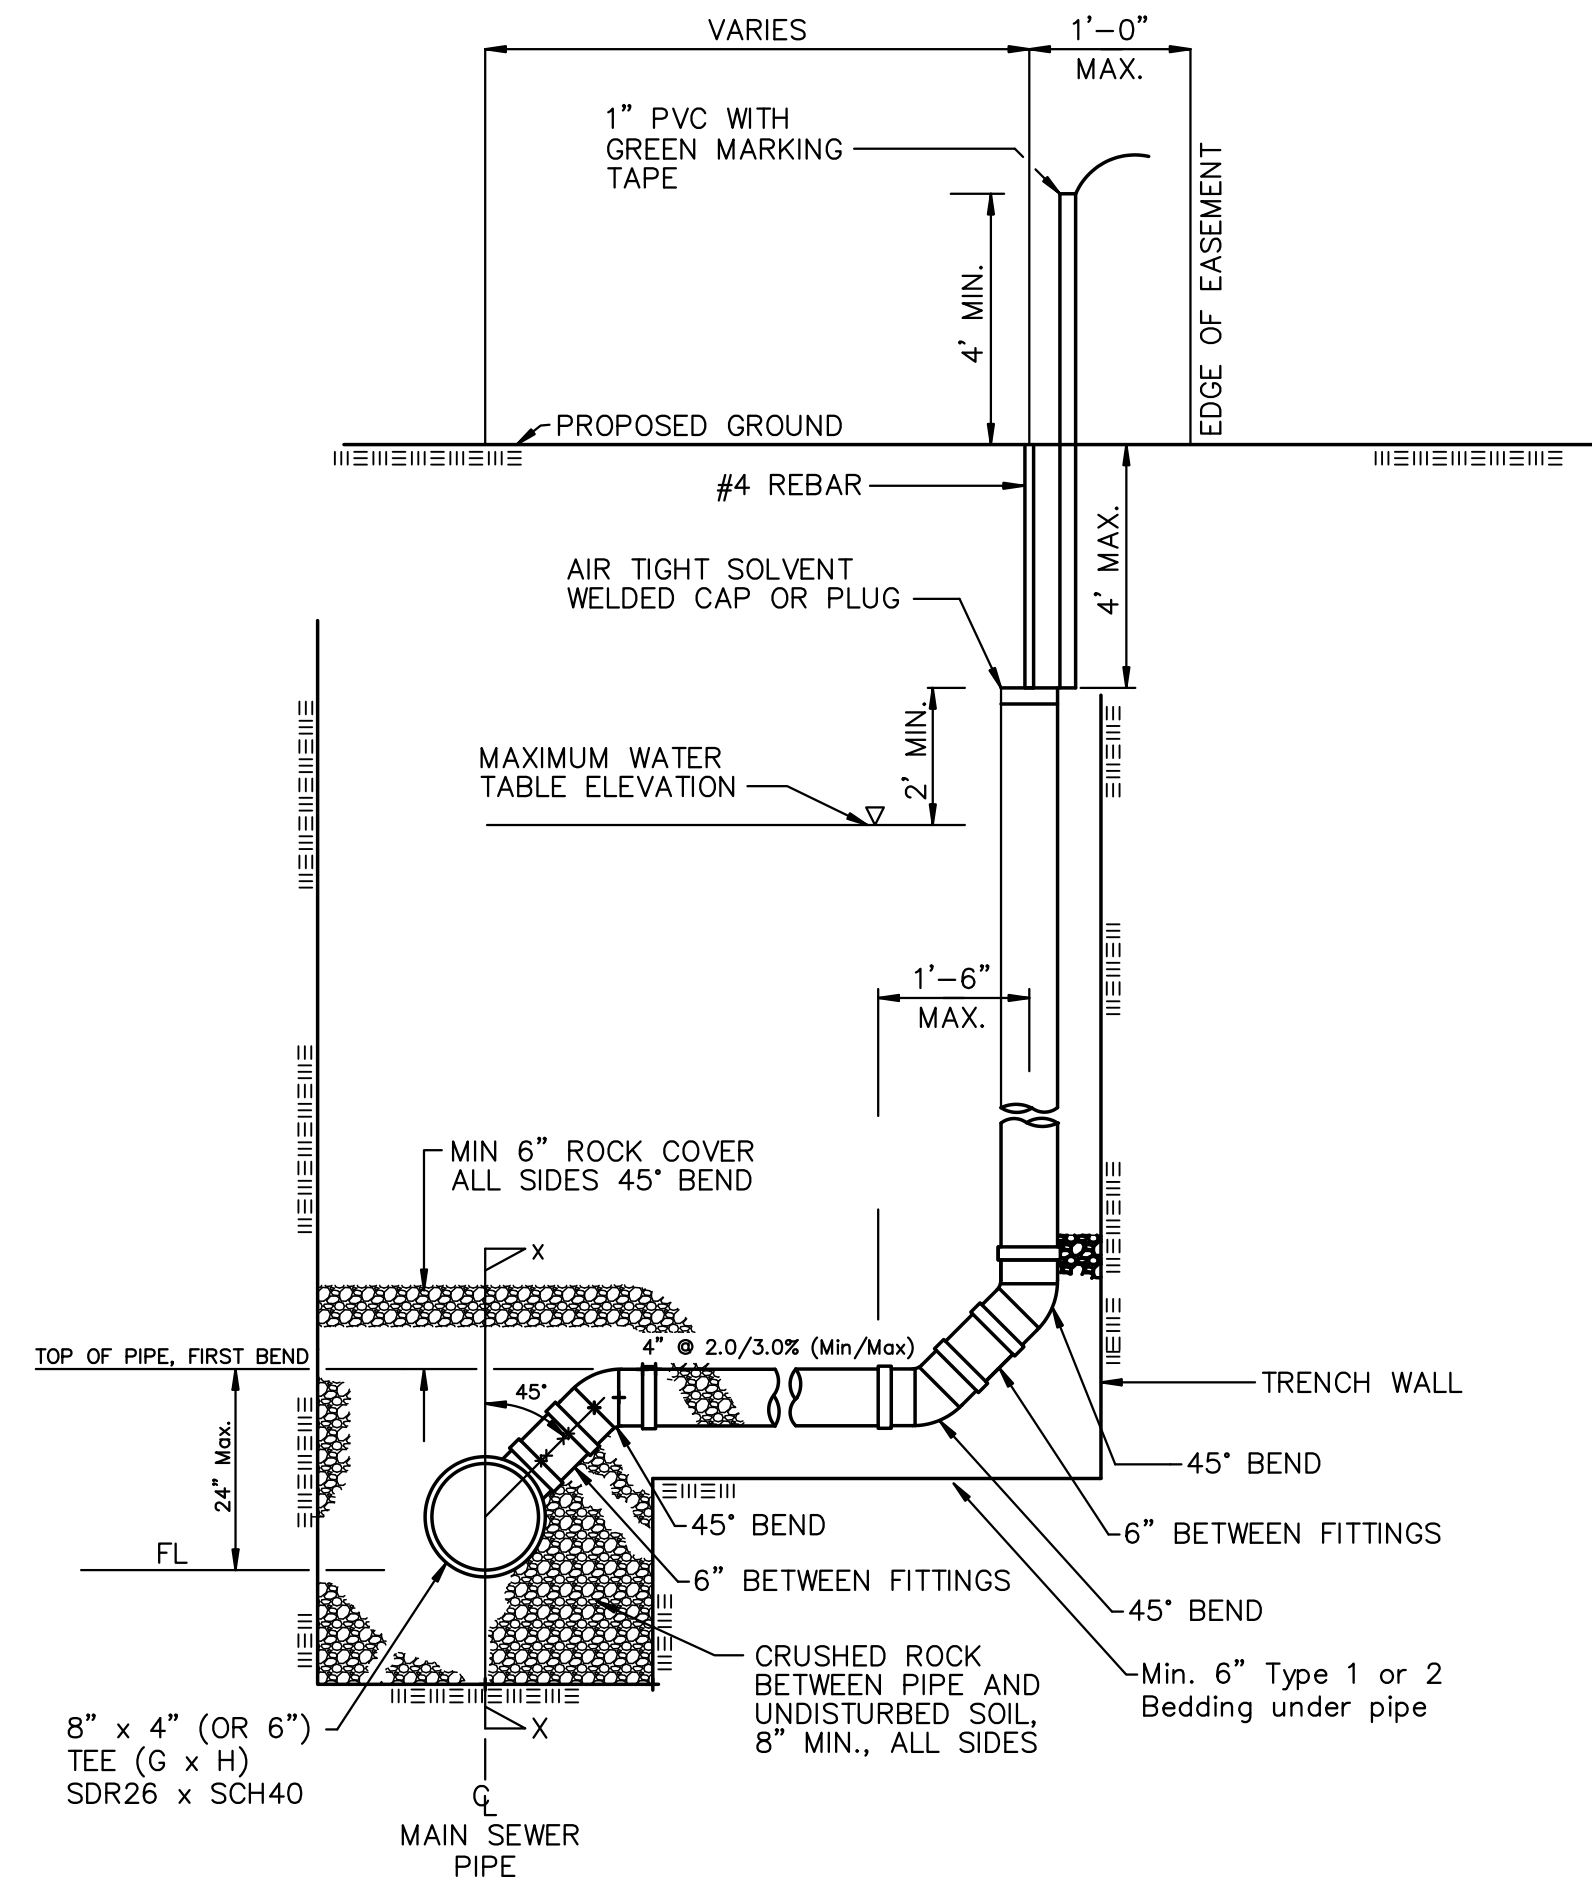 VARIES
1'-0"
MAX.
1" PVC WITH
GREEN MARKING
TAPE
EDGE OF EASEMENT
4' MIN.
PROPOSED GROUND
#4 REBAR
4' MAX.
AIR TIGHT SOLVENT
WELDED CAP OR PLUG
2' MIN.
MAXIMUM WATER
TABLE ELEVATION
1'-6"
MAX.
MIN 6" ROCK COVER
ALL SIDES 45° BEND
X
TOP OF PIPE, FIRST BEND
4" @ 2.0/3.0% (Min/Max)
45°
TRENCH WALL
24" Max.
45° BEND
45° BEND
6" BETWEEN FITTINGS
FL
6" BETWEEN FITTINGS
45° BEND
CRUSHED ROCK
BETWEEN PIPE AND
UNDISTURBED SOIL,
8" MIN., ALL SIDES
Min. 6" Type 1 or 2
Bedding under pipe
8" x 4" (OR 6")
TEE (G x H)
SDR26 x SCH40
X
CL
MAIN SEWER
PIPE